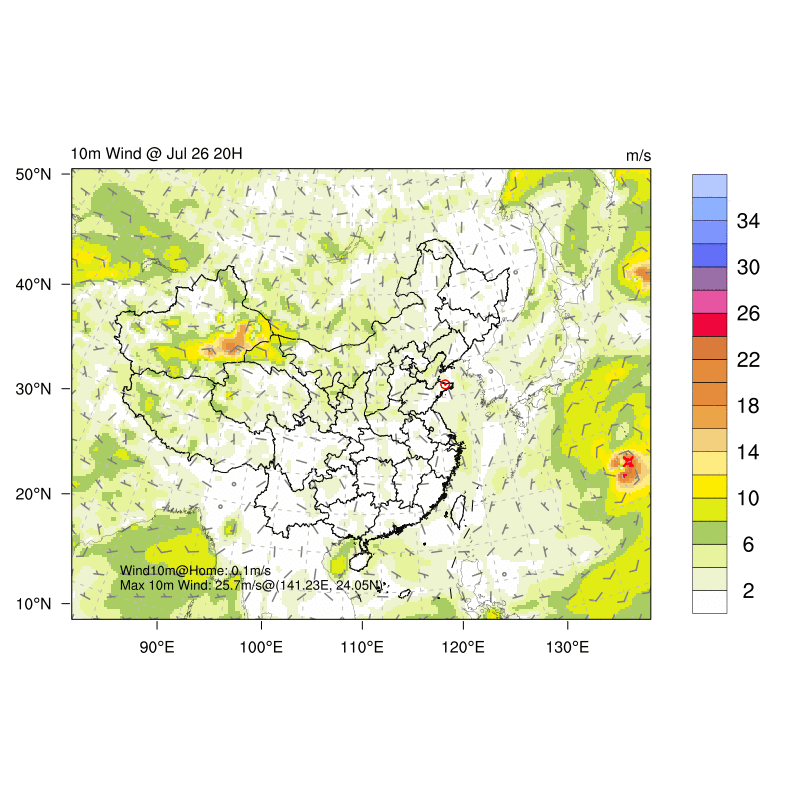 10m Wind @ Jul 26 20H
m/s
50°N
40°N
30°N
20°N
10°N
34
30
26
22
18
14
10
6
2
Wind10m@Home: 0.1m/s
Max 10m Wind: 25.7m/s@(141.23E, 24.05N)
90°E
100°E
110°E
120°E
130°E